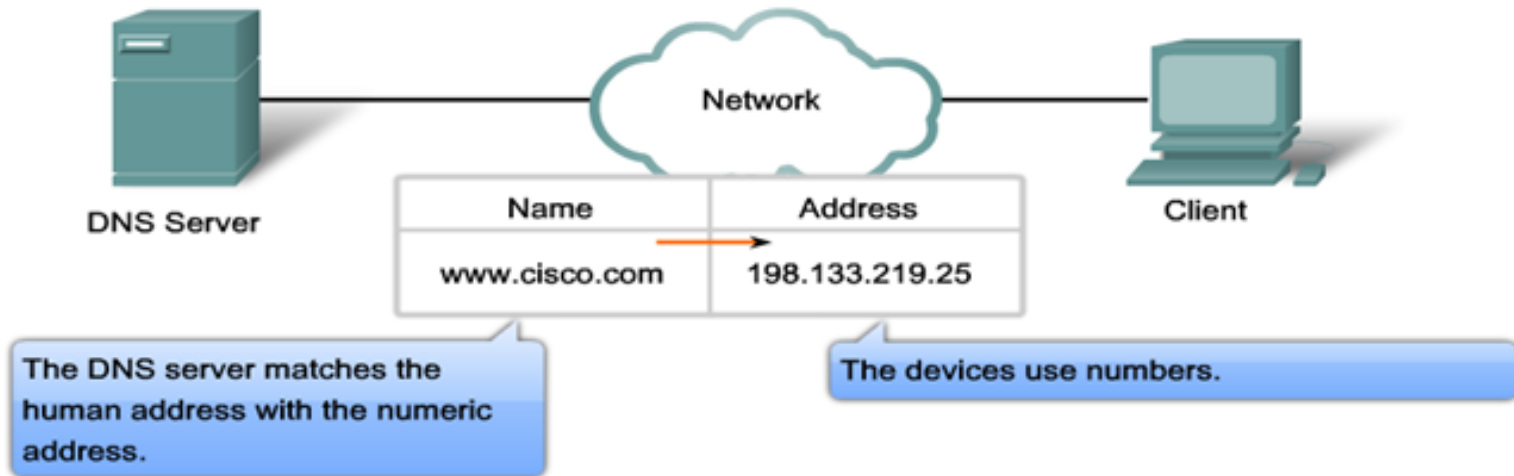 Network
DNS Server
Client
Name
Address
www.cisco.com
198.133.219.25
The DNS server matches the
human address with the numeric
address.
The devices use numbers.